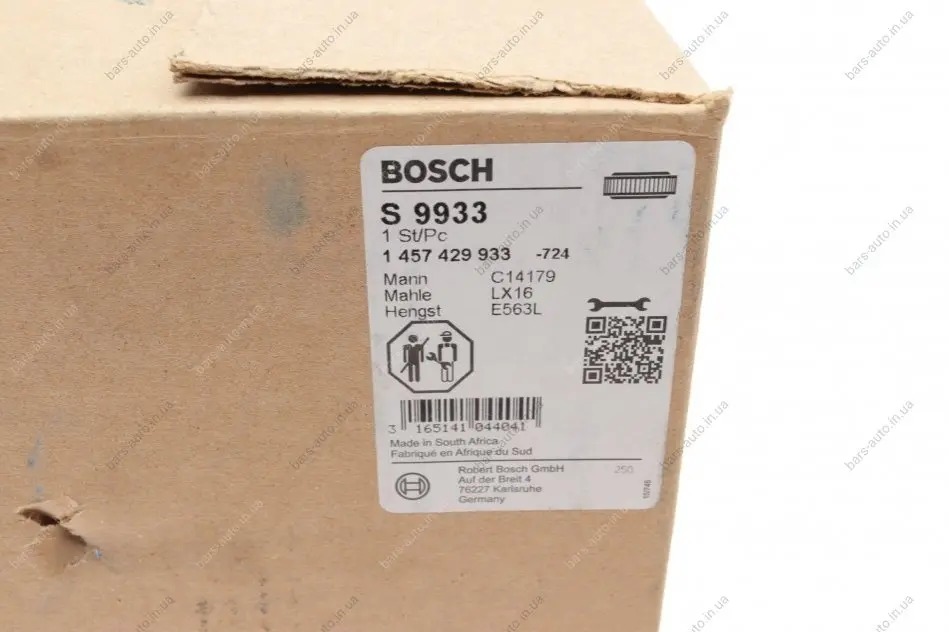 BOSCH
S 9933
1 St/Pc
1 457 429 933 -724
Mann C14179
Mahle LX16
Hengst E563L
3 165141 044041
Made in South Africa
Fabriqué en Afrique du Sud
Robert Bosch GmbH 250
Auf der Breit 4
76227 Karlsruhe
Germany
bars-auto.in.ua